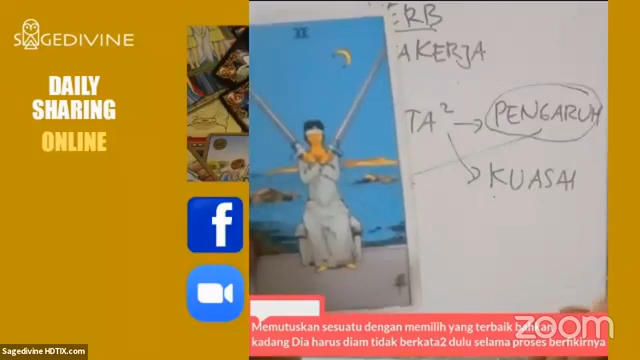 SAGEDIVINE
DAILY
SHARING
ONLINE
II
ERB
AKERJA
TA² → PENGARUH
KUASAI
Memutuskan sesuatu dengan memilih yang terbaik bahkan
kadang Dia harus diam tidak berkata2 dulu selama proses berfikirnya
zoom
Sagedivine HDTIX.com